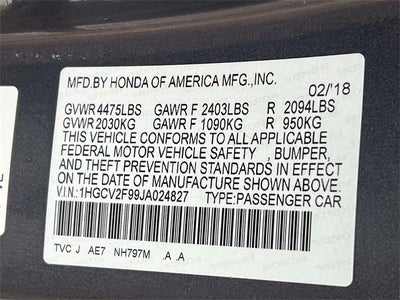 MFD.BY HONDA OF AMERICA MFG.,INC.
02/'18
GVWR 4475LBS GAWR F 2403LBS R 2094LBS
GVWR 2030KG GAWR F 1090KG R 950KG
THIS VEHICLE CONFORMS TO ALL APPLICABLE
FEDERAL MOTOR VEHICLE SAFETY , BUMPER,
AND THEFT PREVENTION STANDARDS IN EFFECT
ON THE DATE OF MANUFACTURE SHOWN ABOVE.
V.I.N.:1HGCV2F99JA024827 TYPE:PASSENGER CAR
TVC J AE7 NH797M .A .A